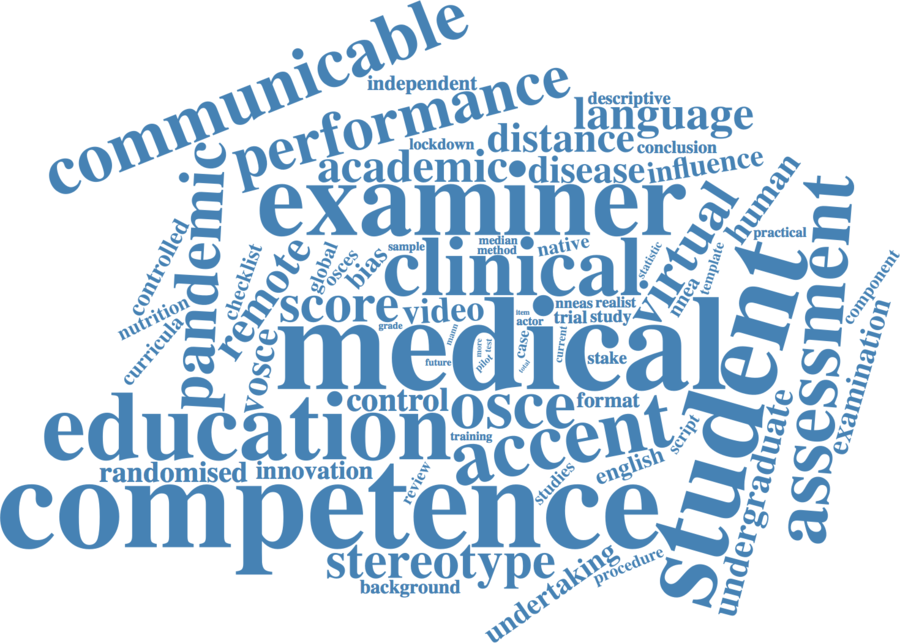 communicable
independent
performance
descriptive
language
lockdown
distance
conclusion
academic
disease
influence
human
pandemic
examiner
virtual
practical
assessment
controlled
checklist
remote
global
osces
bias
sample
clinical
median
method
native
statistic
nnea
template
component
nutrition
curricula
vosce
score
video
grade
medical
mann
future
more
pilot
test
item
actor
case
total
nneas
realist
trial
study
current
stake
student
examination
education
control
osce
format
accent
training
script
english
undergraduate
randomised
innovation
review
studies
competence
stereotype
background
undertaking
procedure